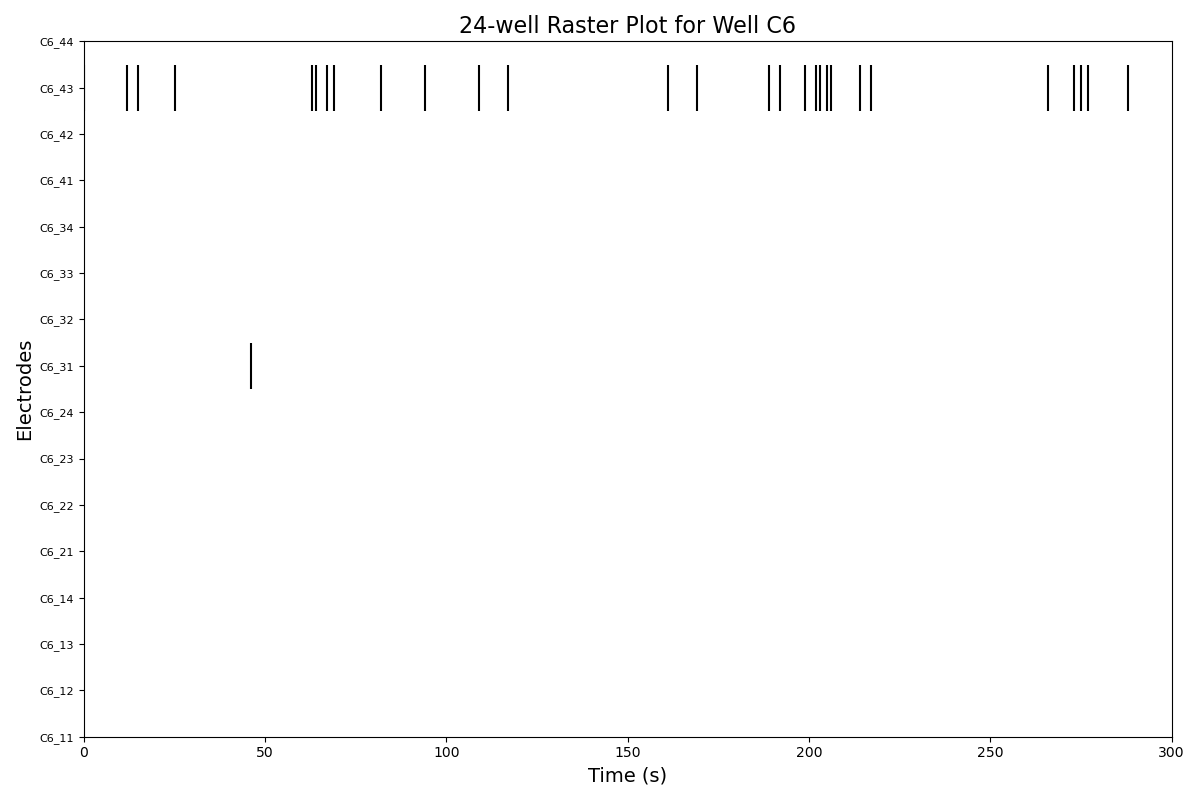 24-well Raster Plot for Well C6
C6_44
C6_43
C6_42
C6_41
C6_34
C6_33
C6_32
C6_31
C6_24
C6_23
C6_22
C6_21
C6_14
C6_13
C6_12
C6_11
Electrodes
0 50 100 150 200 250 300
Time (s)